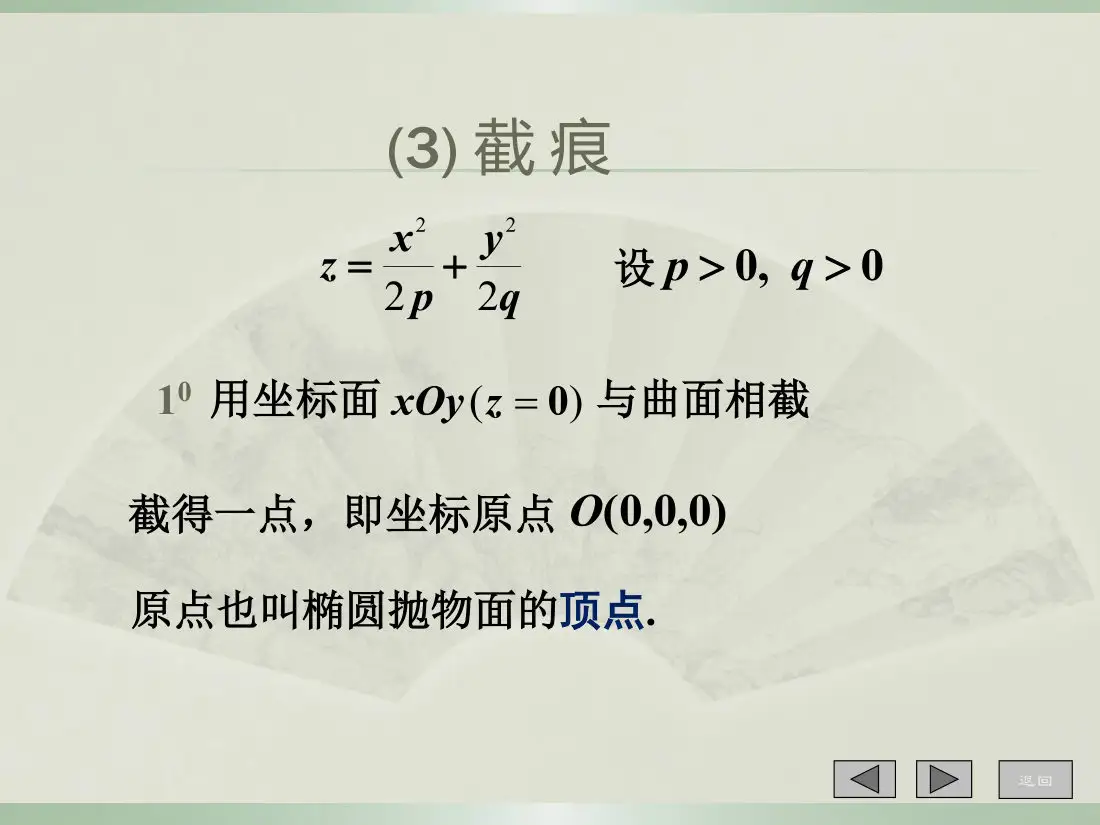 (3) 截痕
z = x²/2p + y²/2q 设 p > 0, q > 0
1⁰ 用坐标面 xOy(z = 0) 与曲面相截
截得一点，即坐标原点 O(0,0,0)
原点也叫椭圆抛物面的顶点.
返回